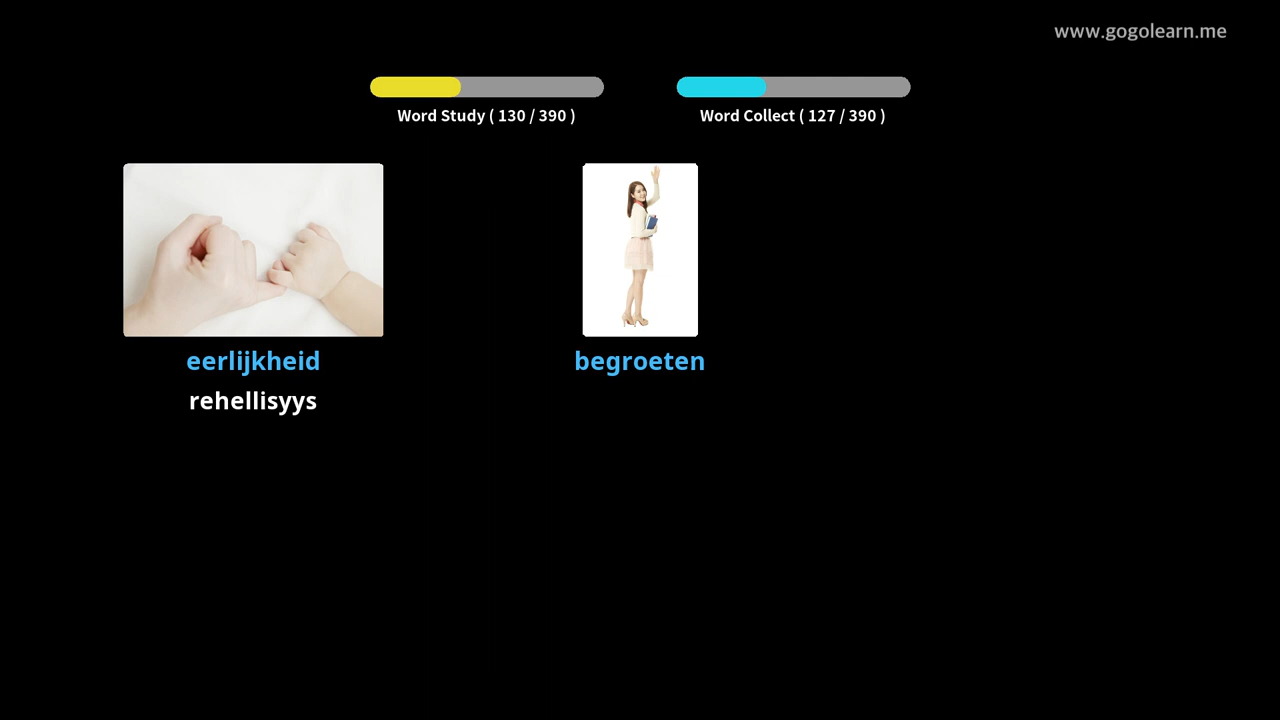 www.gogolearn.me
Word Study ( 130 / 390 )
Word Collect ( 127 / 390 )
eerlijkheid
rehellisyys
begroeten